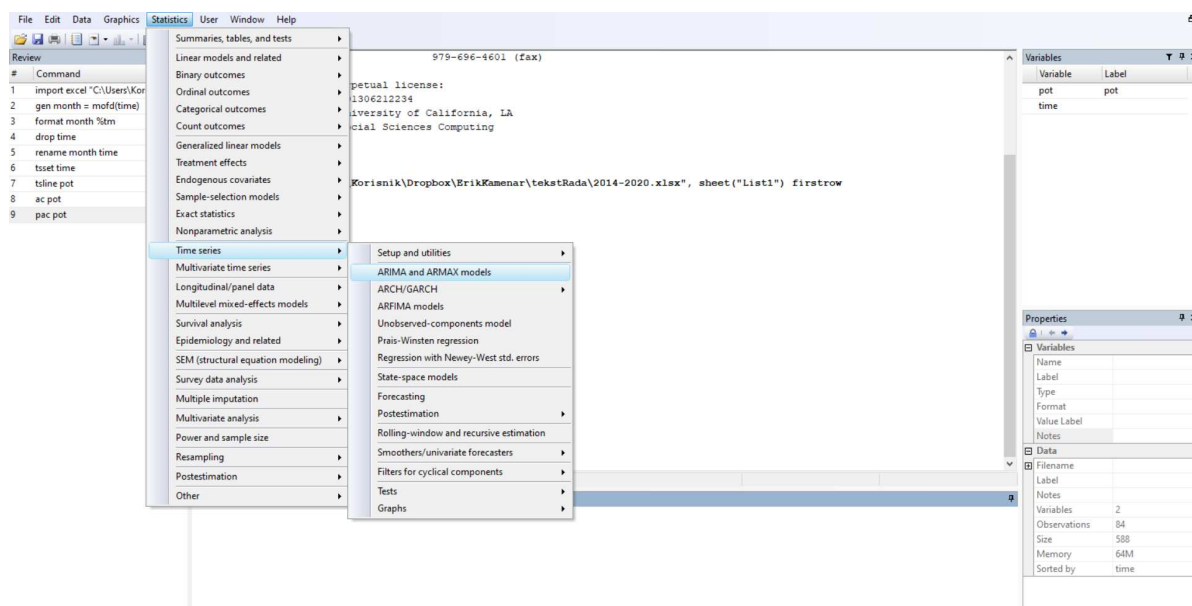 File Edit Data Graphics Statistics User Window Help
Review
# Command
1 import excel "C:\Users\Kor
2 gen month = mofd(time)
3 format month %tm
4 drop time
5 rename month time
6 tsset time
7 tsline pot
8 ac pot
9 pac pot
Summaries, tables, and tests
Linear models and related
Binary outcomes
Ordinal outcomes
Categorical outcomes
Count outcomes
Generalized linear models
Treatment effects
Endogenous covariates
Sample-selection models
Exact statistics
Nonparametric analysis
Time series
Multivariate time series
Longitudinal/panel data
Multilevel mixed-effects models
Survival analysis
Epidemiology and related
SEM (structural equation modeling)
Survey data analysis
Multiple imputation
Multivariate analysis
Power and sample size
Resampling
Postestimation
Other
Setup and utilities
ARIMA and ARMAX models
ARCH/GARCH
ARFIMA models
Unobserved-components model
Prais-Winsten regression
Regression with Newey-West std. errors
State-space models
Forecasting
Postestimation
Rolling-window and recursive estimation
Smoothers/univariate forecasters
Filters for cyclical components
Tests
Graphs
979-696-4601 (fax)
petual license:
1306212234
iversity of California, LA
cial Sciences Computing
Korisnik\Dropbox\ErikKamenar\tekstRada\2014-2020.xlsx", sheet("List1") firstrow
Variables
Variable Label
pot pot
time
Properties
Variables
Name
Label
Type
Format
Value Label
Notes
Data
Filename
Label
Notes
Variables 2
Observations 84
Size 588
Memory 64M
Sorted by time